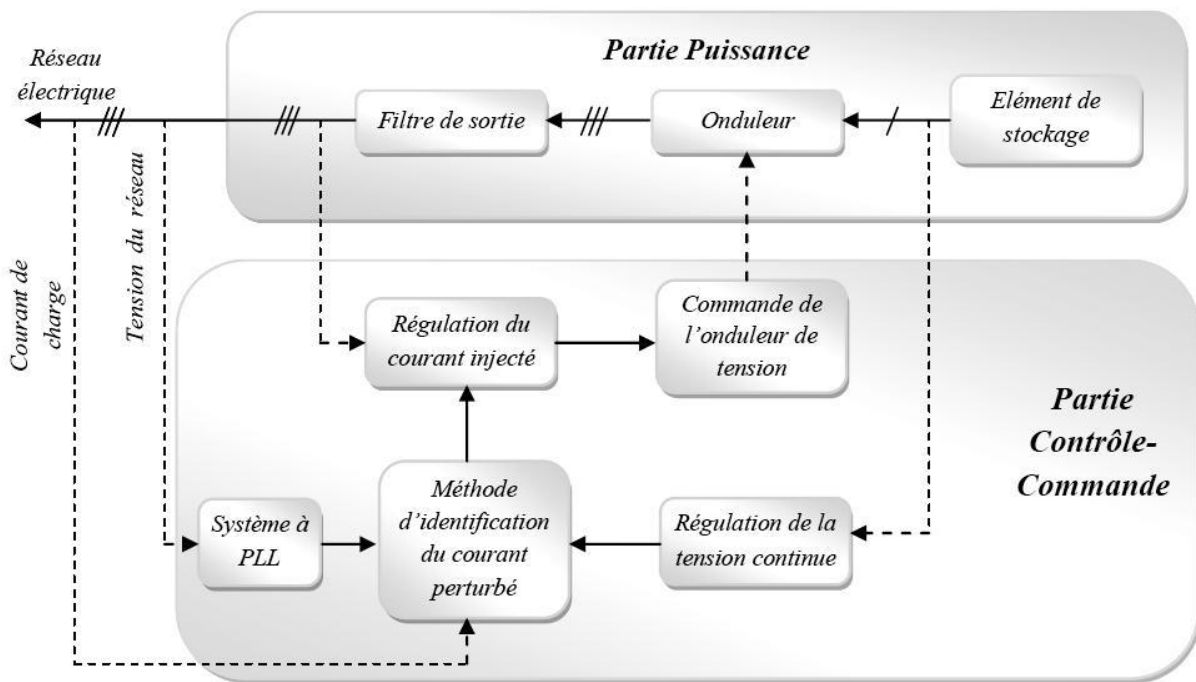 Partie Puissance
Réseau
électrique
Filtre de sortie
Onduleur
Elément de
stockage
Courant de
charge
Tension du réseau
Régulation du
courant injecté
Commande de
l’onduleur de
tension
Partie
Contrôle-
Commande
Système à
PLL
Méthode
d’identification
du courant
perturbé
Régulation de la
tension continue